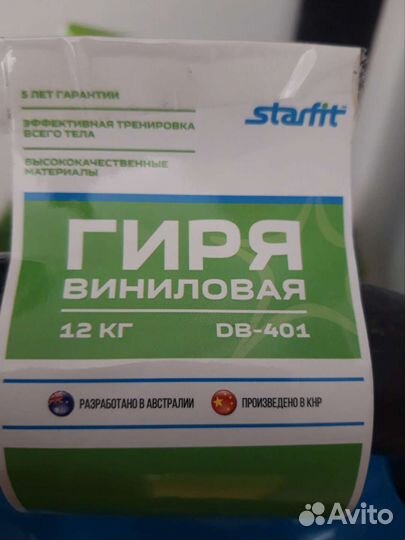 5 ЛЕТ ГАРАНТИИ
ЭФФЕКТИВНАЯ ТРЕНИРОВКА
ВСЕГО ТЕЛА
ВЫСОКОКАЧЕСТВЕННЫЕ
МАТЕРИАЛЫ
starfit
ГИРЯ
ВИНИЛОВАЯ
12 КГ DB-401
РАЗРАБОТАНО В АВСТРАЛИИ ПРОИЗВЕДЕНО В КНР
Avito